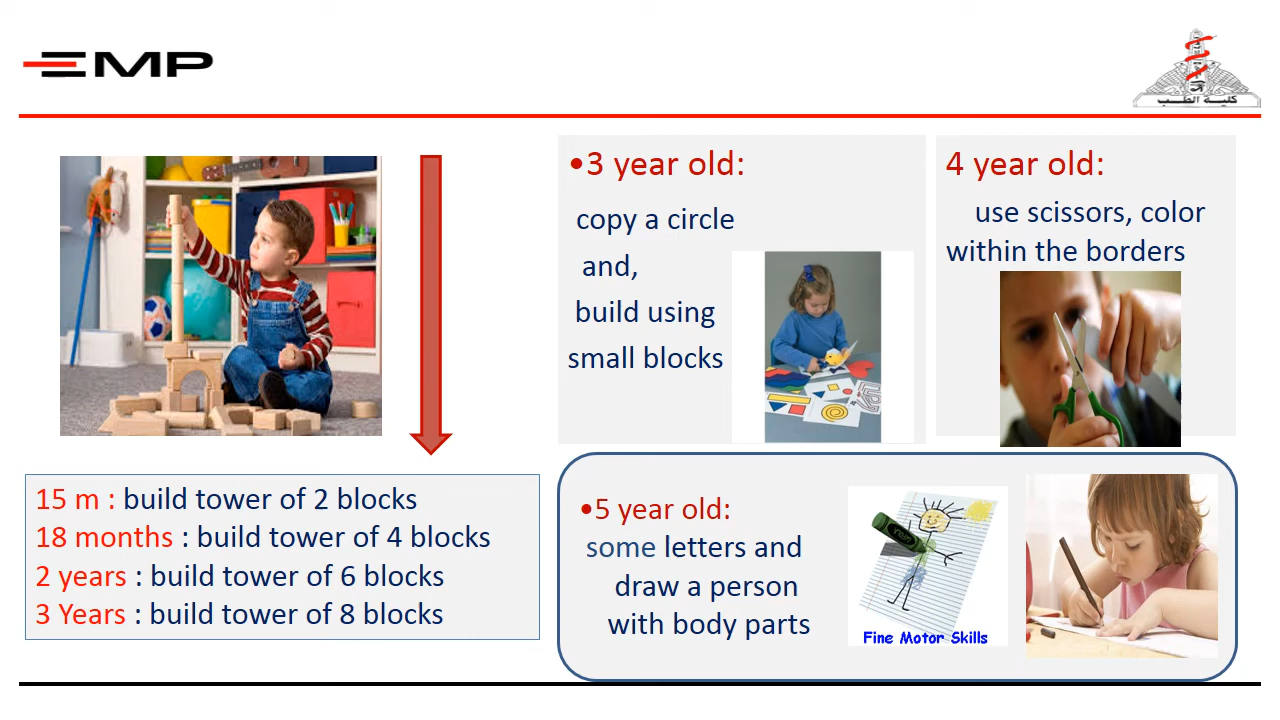 EMP
كلية الطب
•3 year old:
copy a circle
and,
build using
small blocks
4 year old:
use scissors, color
within the borders
15 m : build tower of 2 blocks
18 months : build tower of 4 blocks
2 years : build tower of 6 blocks
3 Years : build tower of 8 blocks
•5 year old:
some letters and
draw a person
with body parts
Fine Motor Skills